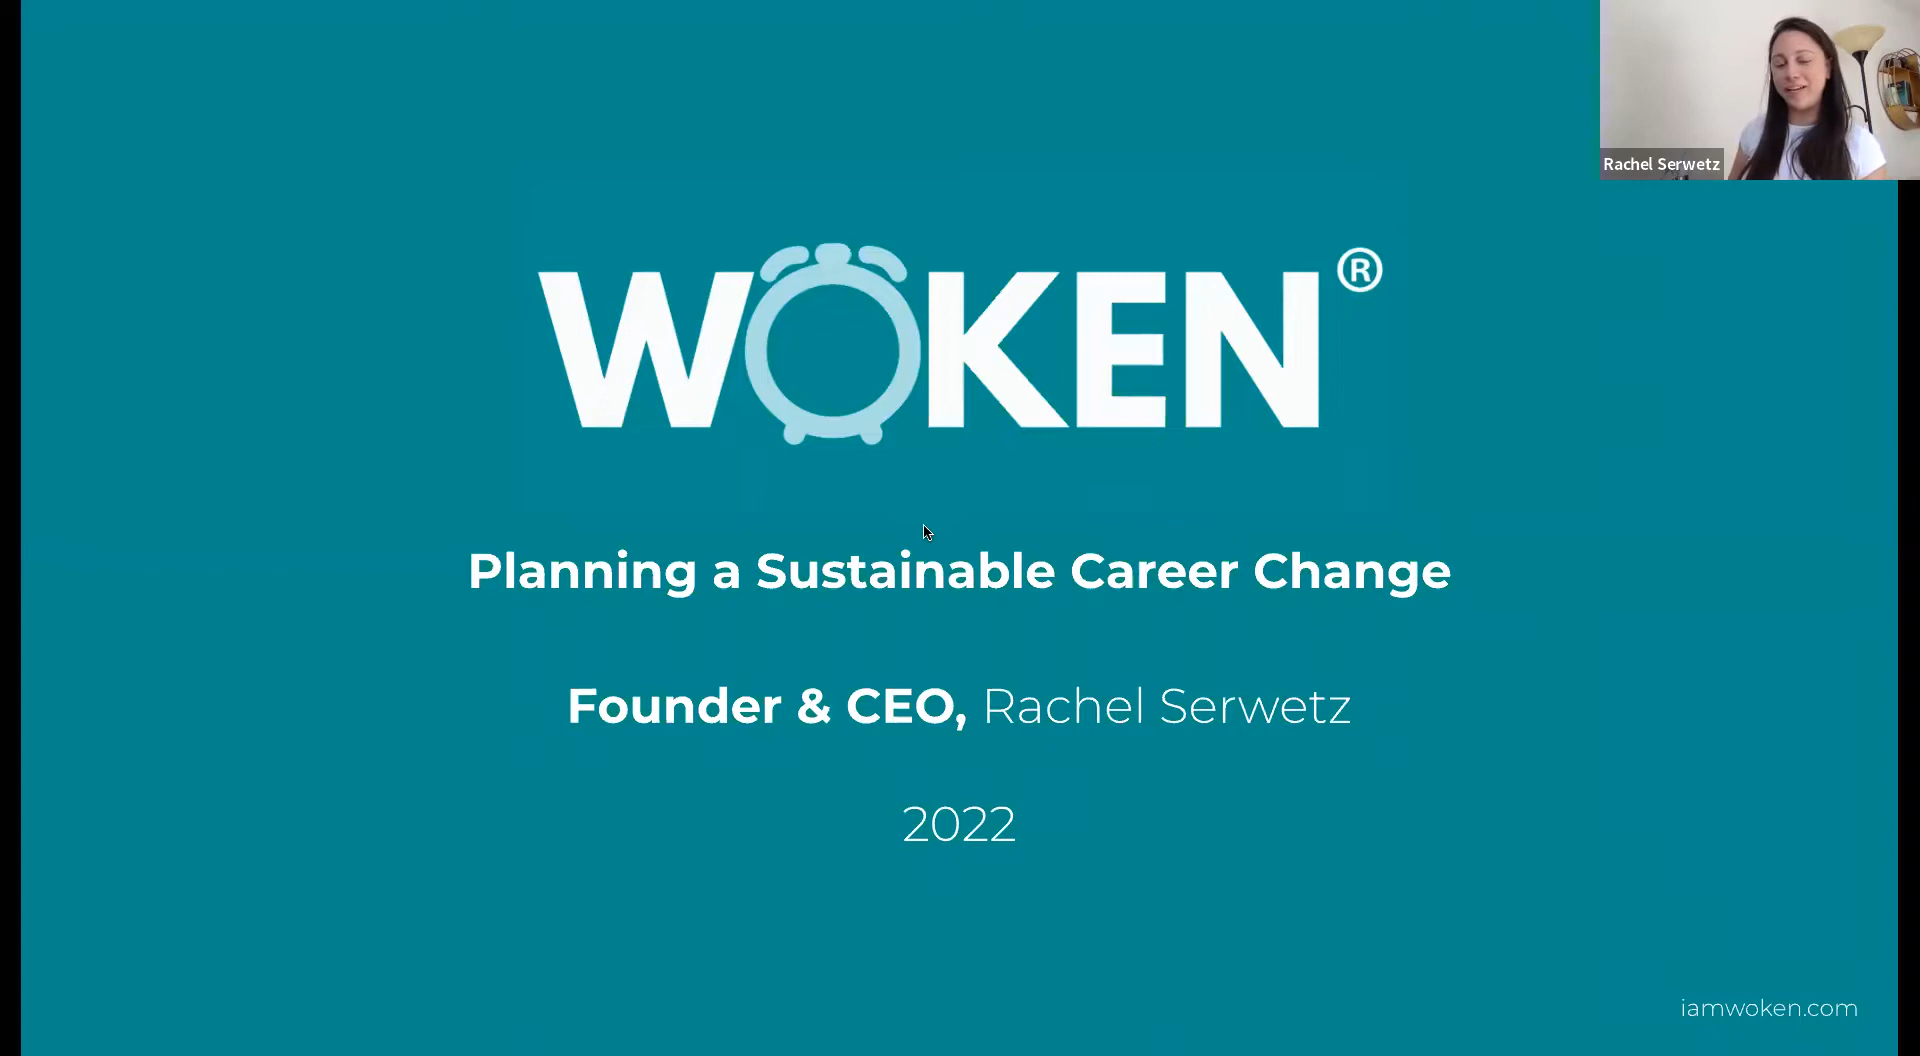 Rachel Serwetz
WOKEN®
Planning a Sustainable Career Change
Founder & CEO, Rachel Serwetz
2022
iamwoken.com